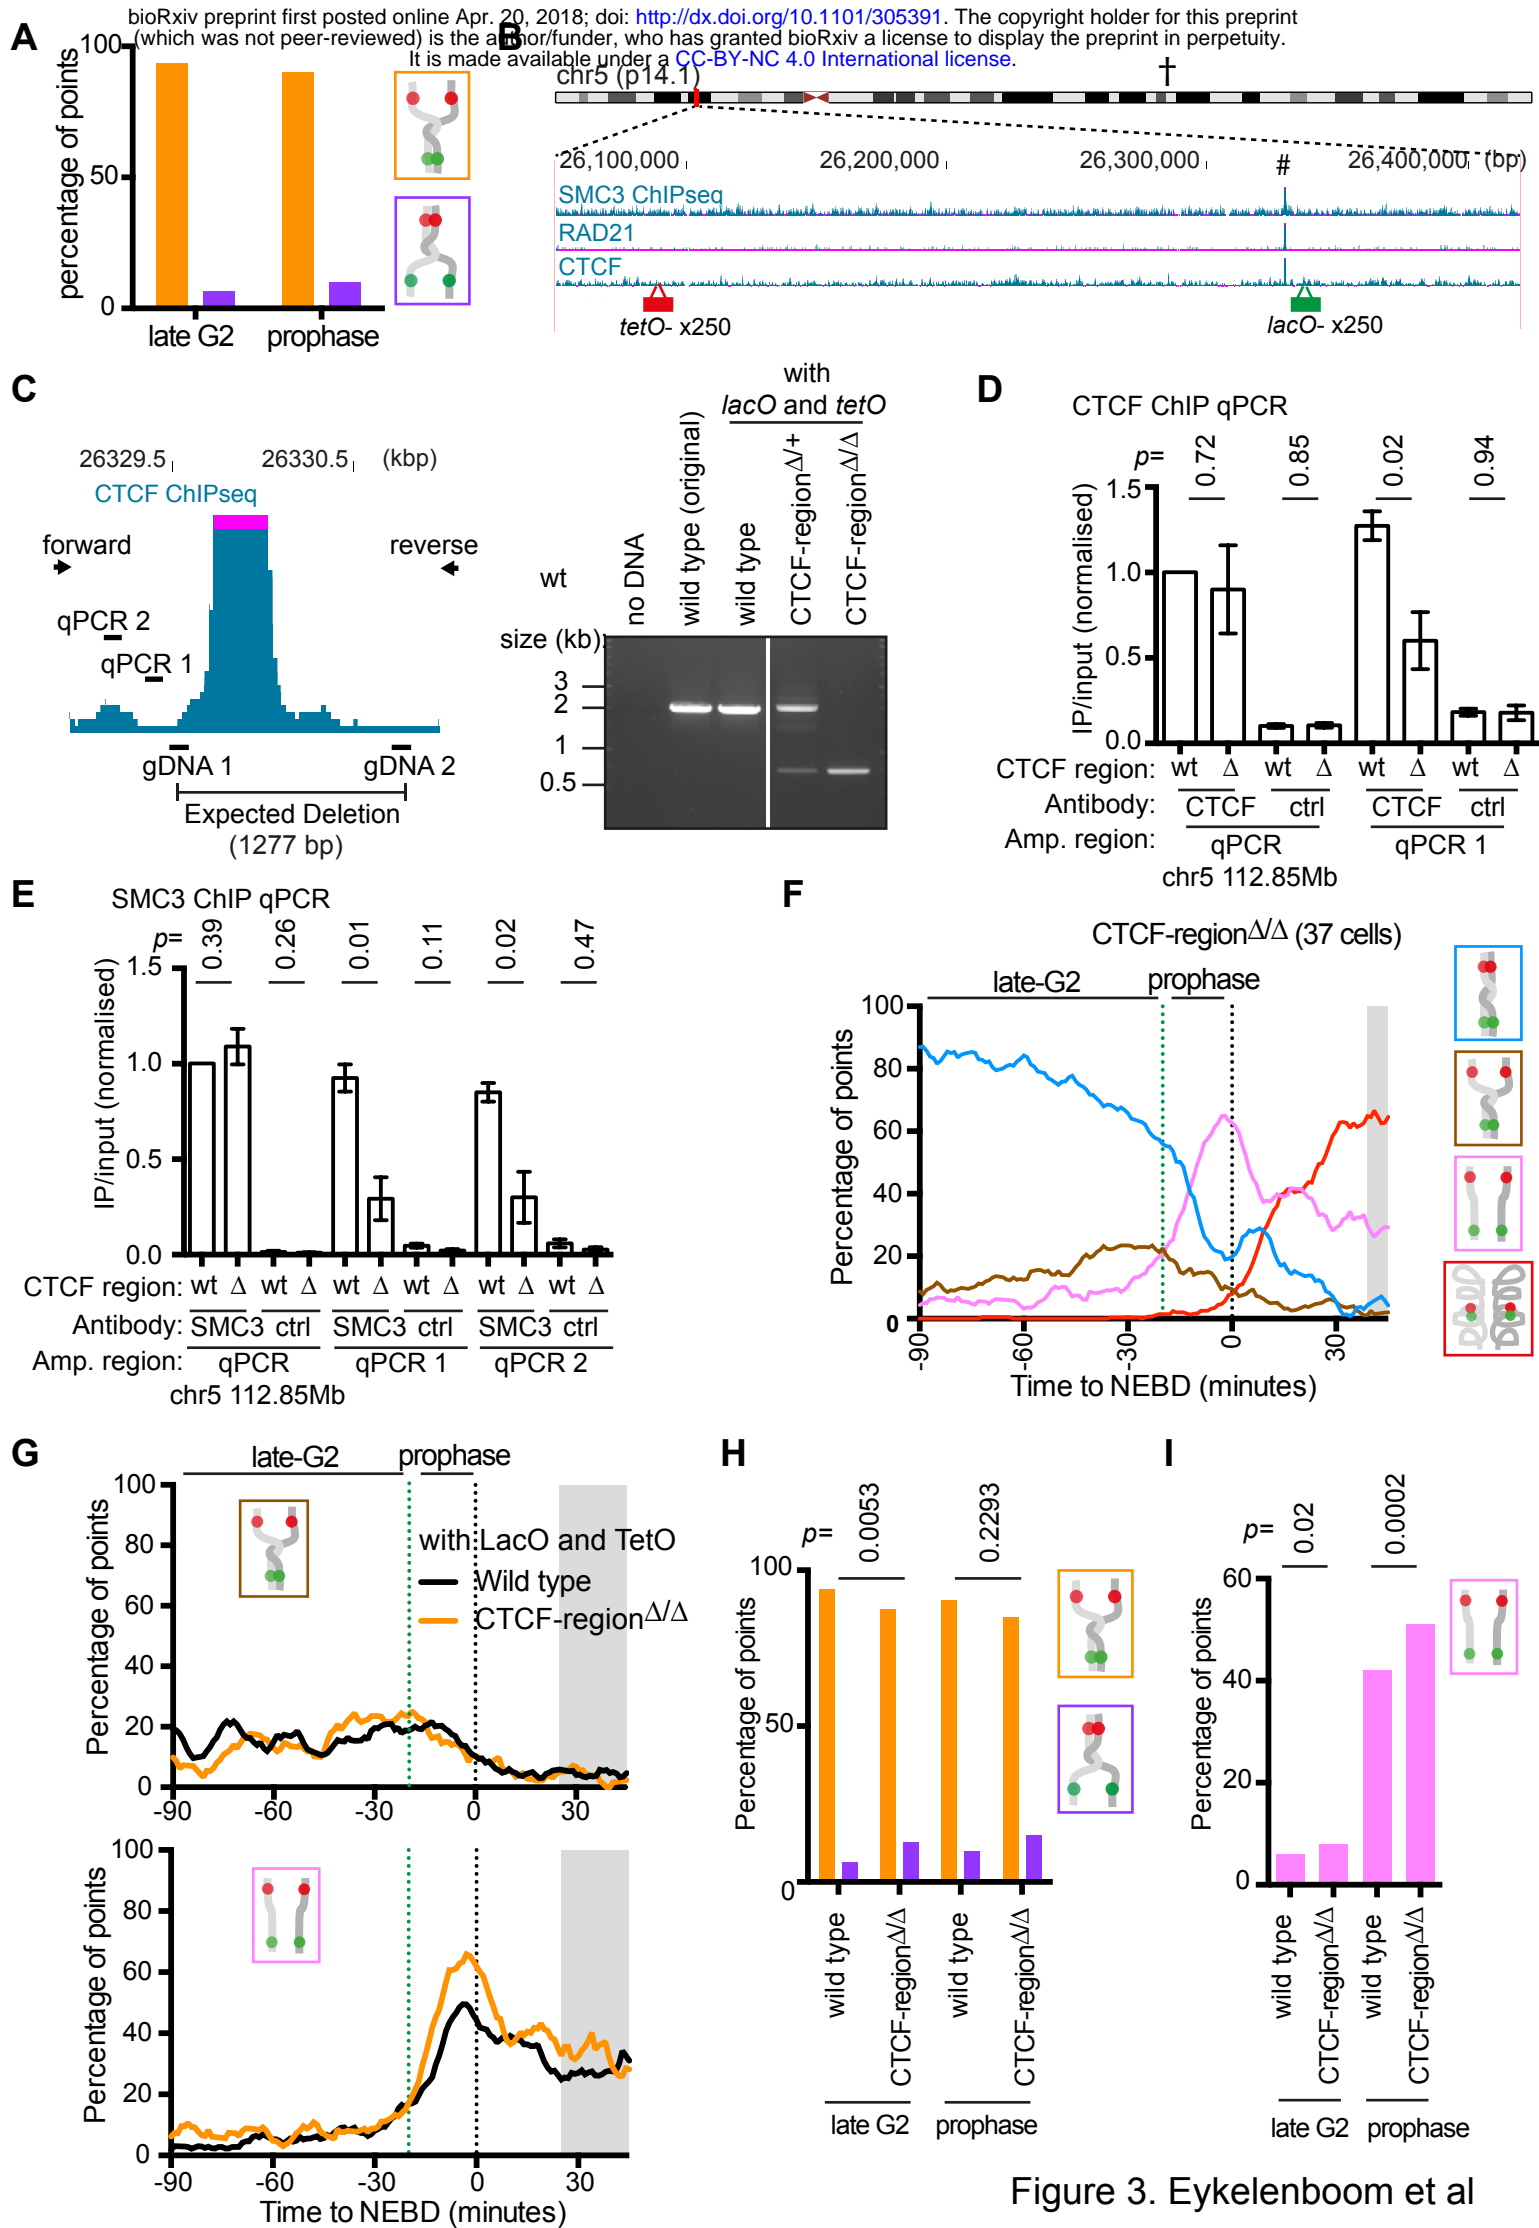 bioRxiv preprint first posted online Apr. 20, 2018; doi: http://dx.doi.org/10.1101/305391. The copyright holder for this preprint
(which was not peer-reviewed) is the author/funder, who has granted bioRxiv a license to display the preprint in perpetuity.
It is made available under a CC-BY-NC 4.0 International license.
A
percentage of points
100
50
0
late G2
prophase
B
chr5 (p14.1)
†
26,100,000
26,200,000
26,300,000
26,400,000
(bp)
#
SMC3 ChIPseq
RAD21
CTCF
tetO- x250
lacO- x250
C
26329.5
26330.5
(kbp)
CTCF ChIPseq
forward
reverse
qPCR 2
qPCR 1
gDNA 1
gDNA 2
Expected Deletion
(1277 bp)
with
lacO and tetO
wt
no DNA
wild type (original)
wild type
CTCF-regionΔ/+
CTCF-regionΔ/Δ
size (kb)
3
2
1
0.5
D
CTCF ChIP qPCR
p=
0.72
0.85
0.02
0.94
IP/input (normalised)
1.5
1.0
0.5
0.0
CTCF region: wt Δ wt Δ wt Δ wt Δ
Antibody: CTCF ctrl CTCF ctrl
Amp. region: qPCR qPCR 1
chr5 112.85Mb
E
SMC3 ChIP qPCR
p=
0.39
0.26
0.01
0.11
0.02
0.47
IP/input (normalised)
1.5
1.0
0.5
0.0
CTCF region: wt Δ wt Δ wt Δ wt Δ wt Δ wt Δ
Antibody: SMC3 ctrl SMC3 ctrl SMC3 ctrl
Amp. region: qPCR qPCR 1 qPCR 2
chr5 112.85Mb
F
CTCF-regionΔ/Δ (37 cells)
late-G2
prophase
Percentage of points
100
80
60
40
20
0
-90
-60
-30
0
30
Time to NEBD (minutes)
G
late-G2
prophase
Percentage of points
100
80
60
40
20
0
with LacO and TetO
Wild type
CTCF-regionΔ/Δ
-90
-60
-30
0
30
Percentage of points
100
80
60
40
20
0
-90
-60
-30
0
30
Time to NEBD (minutes)
H
p=
0.0053
0.2293
Percentage of points
100
50
0
wild type
CTCF-regionΔ/Δ
wild type
CTCF-regionΔ/Δ
late G2
prophase
I
p=
0.02
0.0002
Percentage of points
60
40
20
0
wild type
CTCF-regionΔ/Δ
wild type
CTCF-regionΔ/Δ
late G2
prophase
Figure 3. Eykelenboom et al